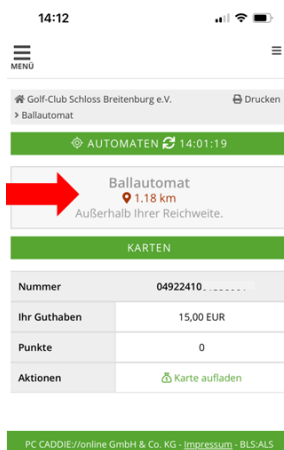 14:12
MENÜ
Golf-Club Schloss Breitenburg e.V. Drucken
> Ballautomat
AUTOMATEN 14:01:19
Ballautomat
1.18 km
Außerhalb Ihrer Reichweite.
KARTEN
Nummer 04922410
Ihr Guthaben 15,00 EUR
Punkte 0
Aktionen Karte aufladen
PC CADDIE://online GmbH & Co. KG - Impressum - BLS:ALS